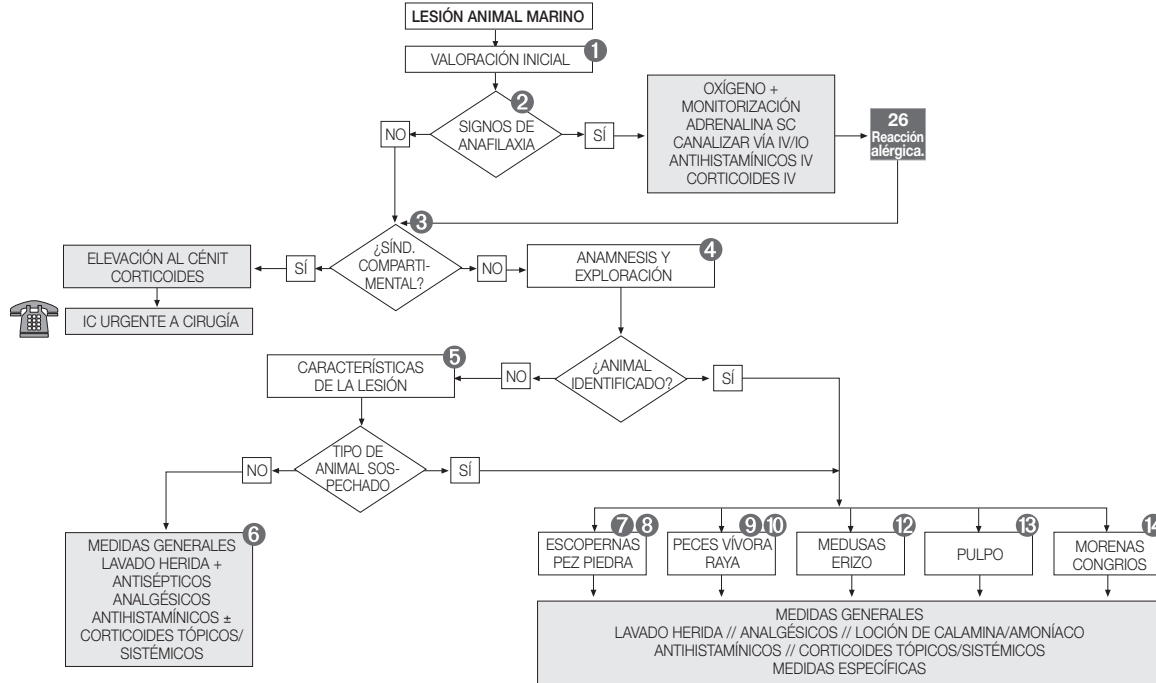 LESIÓN ANIMAL MARINO
1
VALORACIÓN INICIAL
2
SIGNOS DE
ANAFILAXIA
NO
SÍ
OXÍGENO +
MONITORIZACIÓN
ADRENALINA SC
CANALIZAR VÍA IV/IO
ANTIHISTAMÍNICOS IV
CORTICOIDES IV
26
Reacción
alérgica.
3
¿SÍND.
COMPARTI-
MENTAL?
SÍ
NO
ELEVACIÓN AL CÉNIT
CORTICOIDES
IC URGENTE A CIRUGÍA
4
ANAMNESIS Y
EXPLORACIÓN
¿ANIMAL
IDENTIFICADO?
NO
SÍ
5
CARACTERÍSTICAS
DE LA LESIÓN
TIPO DE
ANIMAL SOS-
PECHADO
NO
SÍ
6
MEDIDAS GENERALES
LAVADO HERIDA +
ANTISÉPTICOS
ANALGÉSICOS
ANTIHISTAMÍNICOS ±
CORTICOIDES TÓPICOS/
SISTÉMICOS
7 8
ESCOPERNAS
PEZ PIEDRA
9 10
PECES VÍVORA
RAYA
12
MEDUSAS
ERIZO
13
PULPO
14
MORENAS
CONGRIOS
MEDIDAS GENERALES
LAVADO HERIDA // ANALGÉSICOS // LOCIÓN DE CALAMINA/AMONÍACO
ANTIHISTAMÍNICOS // CORTICOIDES TÓPICOS/SISTÉMICOS
MEDIDAS ESPECÍFICAS